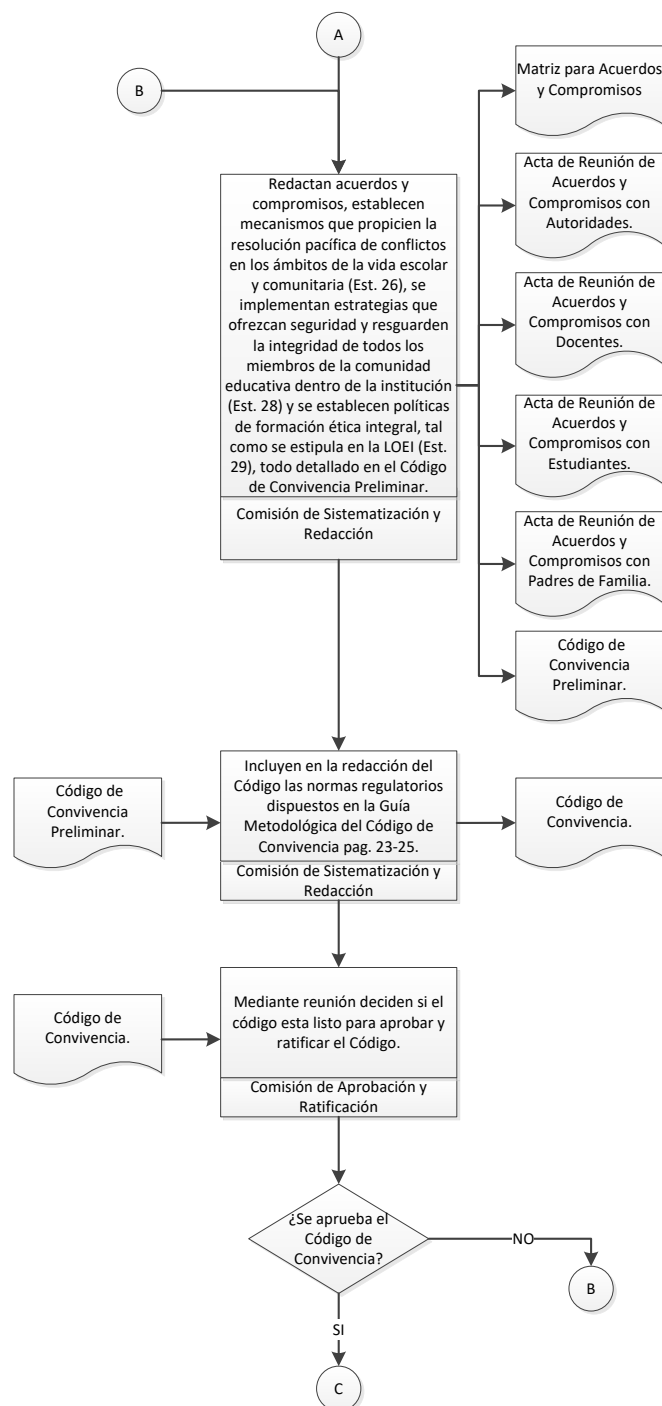 A
B
Matriz para Acuerdos
y Compromisos
Redactan acuerdos y
compromisos, establecen
mecanismos que propicien la
resolución pacífica de conflictos
en los ámbitos de la vida escolar
y comunitaria (Est. 26), se
implementan estrategias que
ofrezcan seguridad y resguarden
la integridad de todos los
miembros de la comunidad
educativa dentro de la institución
(Est. 28) y se establecen políticas
de formación ética integral, tal
como se estipula en la LOEI (Est.
29), todo detallado en el Código
de Convivencia Preliminar.
Comisión de Sistematización y
Redacción
Acta de Reunión de
Acuerdos y
Compromisos con
Autoridades.
Acta de Reunión de
Acuerdos y
Compromisos con
Docentes.
Acta de Reunión de
Acuerdos y
Compromisos con
Estudiantes.
Acta de Reunión de
Acuerdos y
Compromisos con
Padres de Familia.
Código de
Convivencia
Preliminar.
Código de
Convivencia
Preliminar.
Incluyen en la redacción del
Código las normas regulatorios
dispuestos en la Guía
Metodológica del Código de
Convivencia pag. 23-25.
Comisión de Sistematización y
Redacción
Código de
Convivencia.
Código de
Convivencia.
Mediante reunión deciden si el
código esta listo para aprobar y
ratificar el Código.
Comisión de Aprobación y
Ratificación
¿Se aprueba el
Código de
Convivencia?
NO
B
SI
C